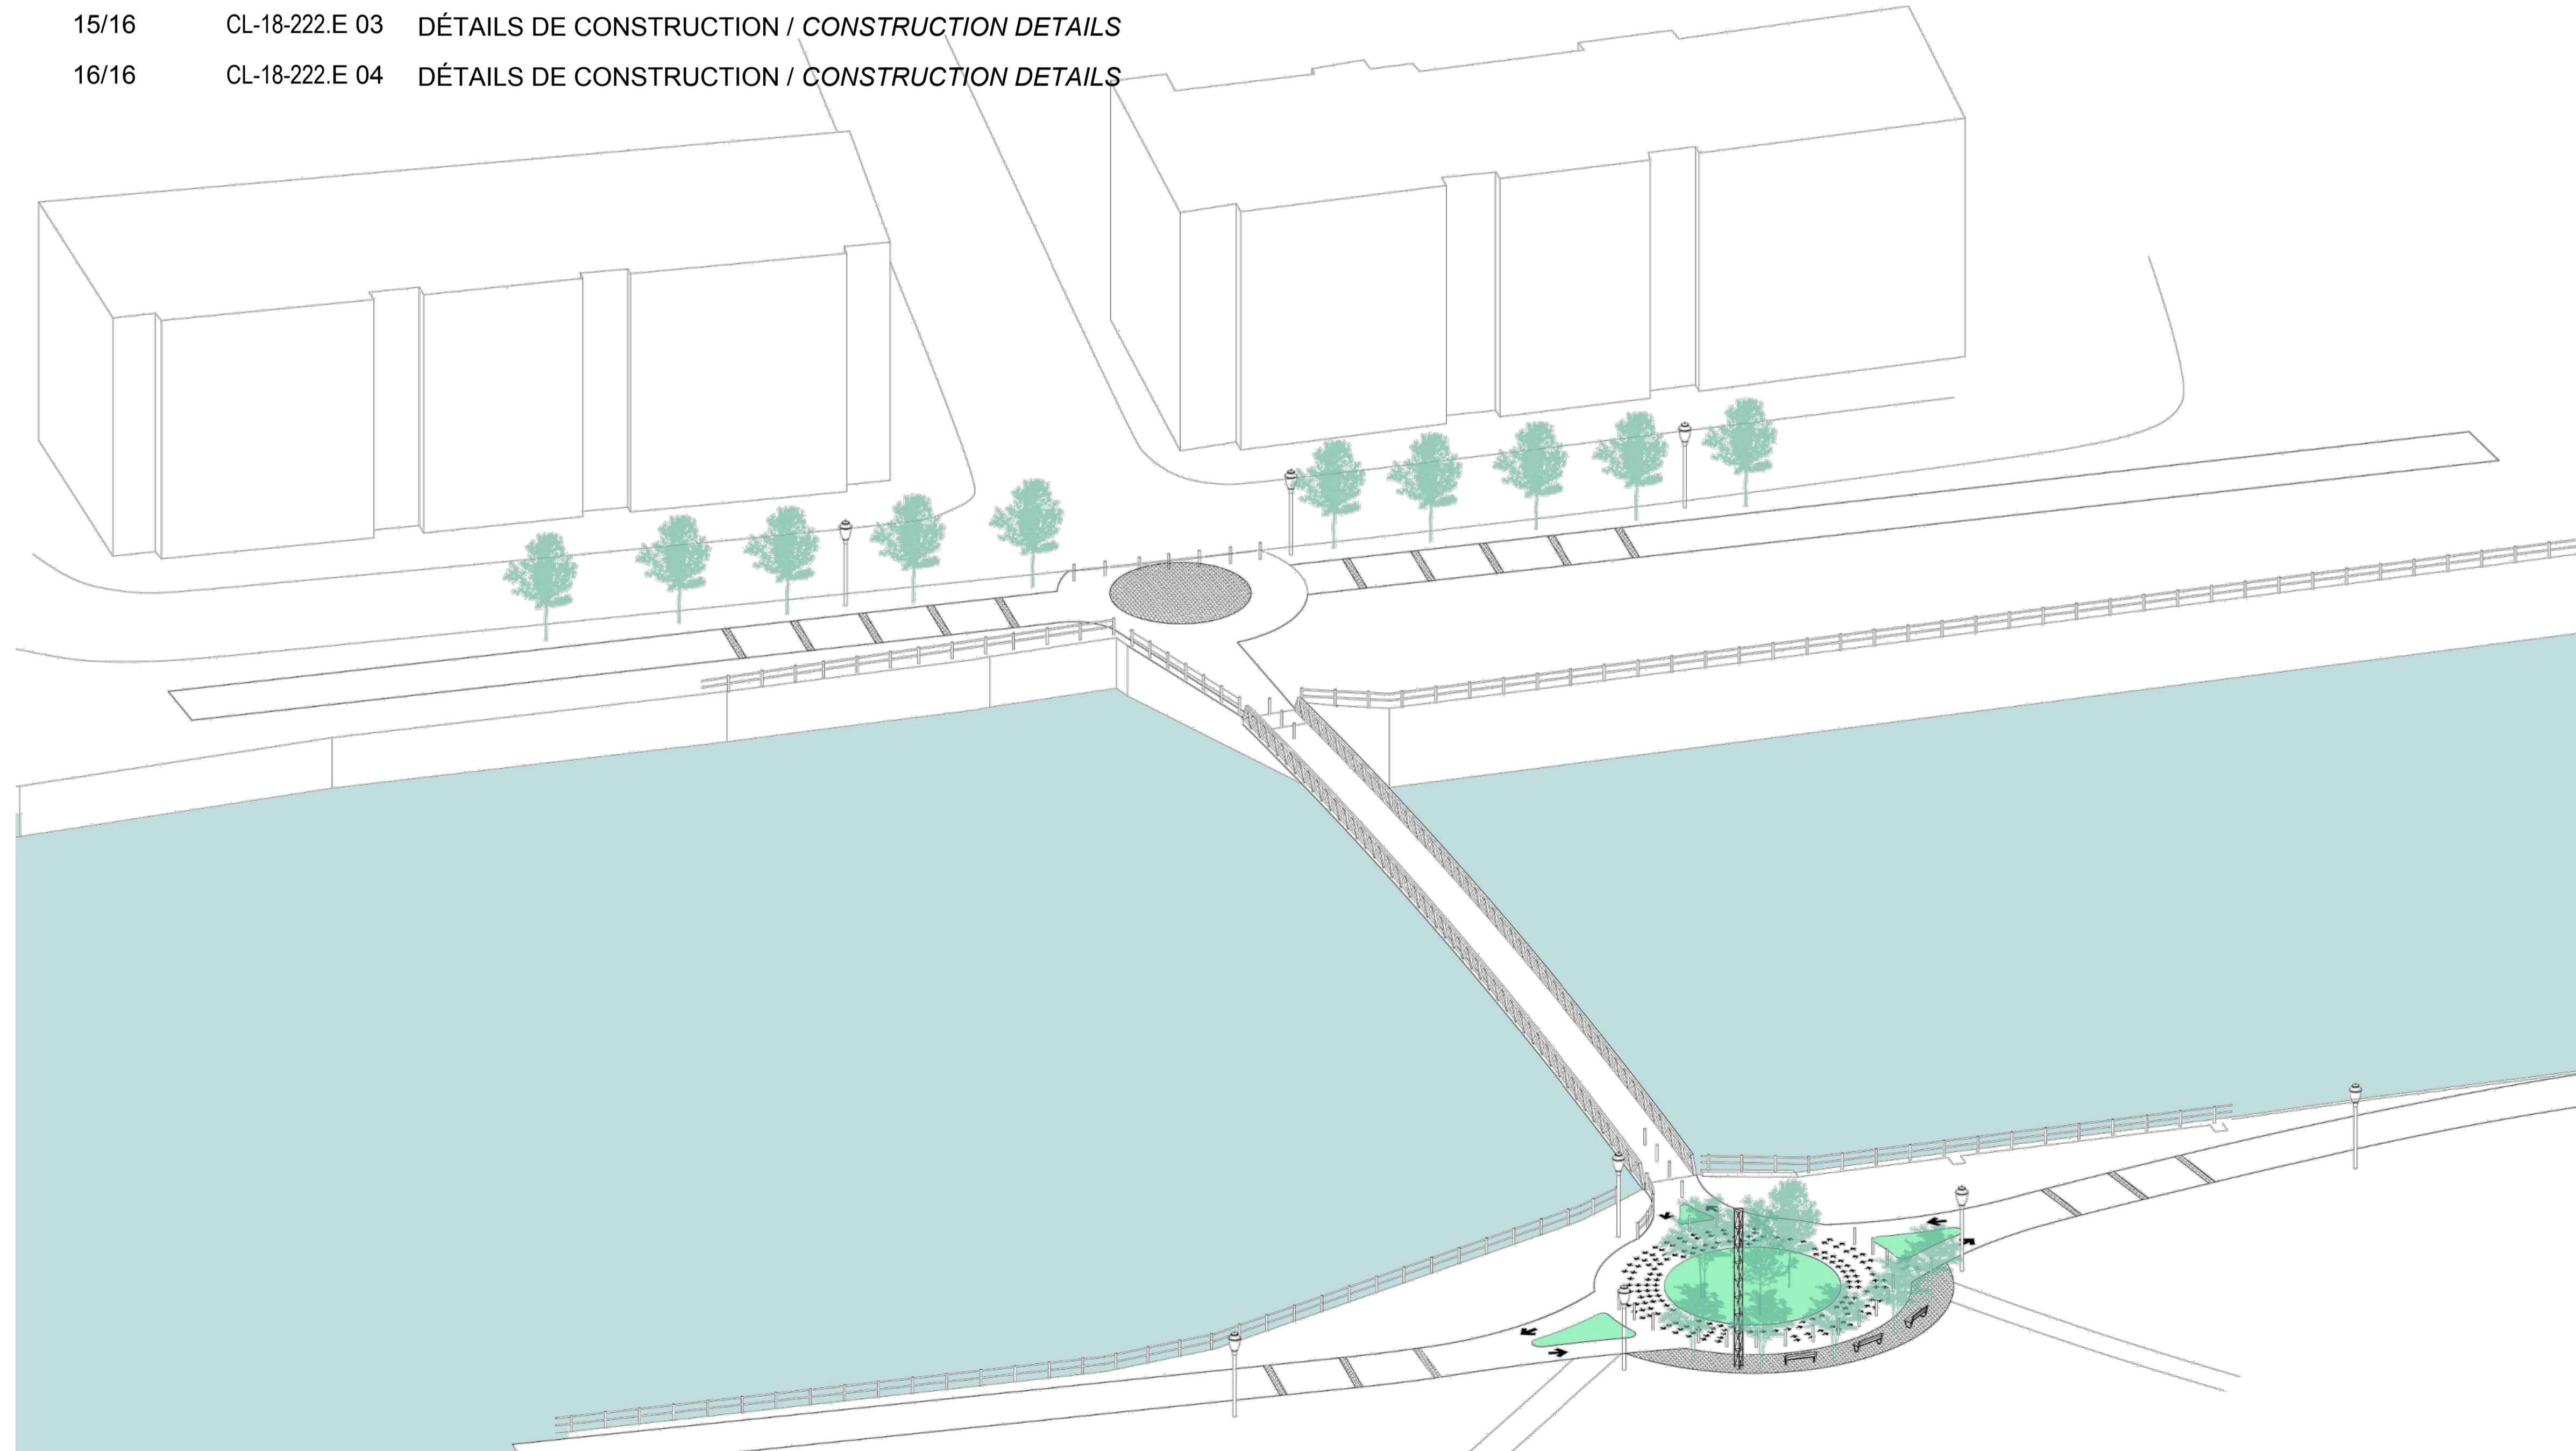 15/16 CL-18-222.E 03 DÉTAILS DE CONSTRUCTION / CONSTRUCTION DETAILS
16/16 CL-18-222.E 04 DÉTAILS DE CONSTRUCTION / CONSTRUCTION DETAILS